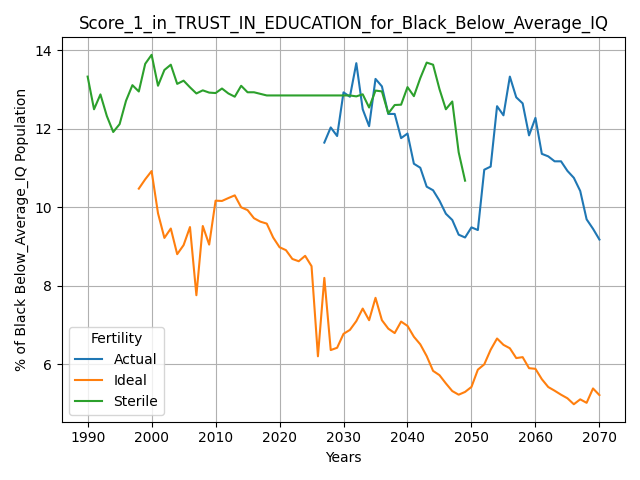 Score_1_in_TRUST_IN_EDUCATION_for_Black_Below_Average_IQ
% of Black Below_Average_IQ Population
14
12
10
8
6
Fertility
Actual
Ideal
Sterile
1990 2000 2010 2020 2030 2040 2050 2060 2070
Years